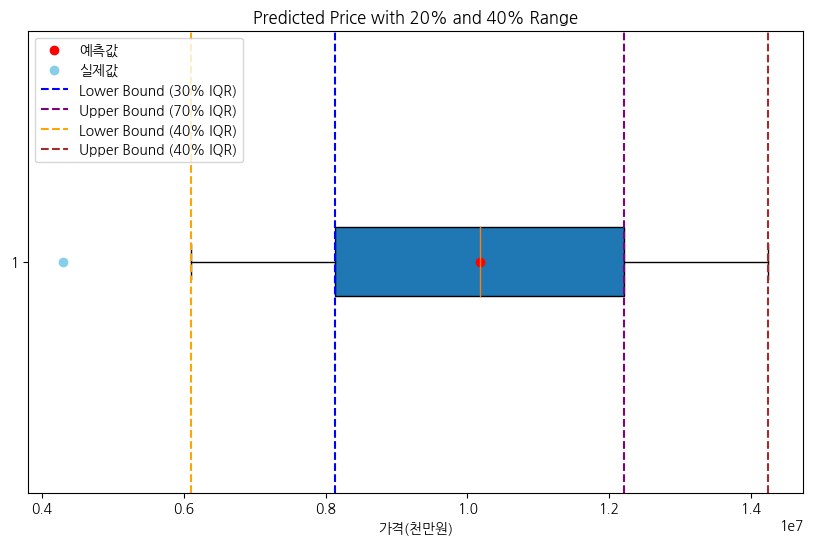 Predicted Price with 20% and 40% Range
예측값
실제값
Lower Bound (30% IQR)
Upper Bound (70% IQR)
Lower Bound (40% IQR)
Upper Bound (40% IQR)
1
0.4 0.6 0.8 1.0 1.2 1.4
가격(천만원) 1e7